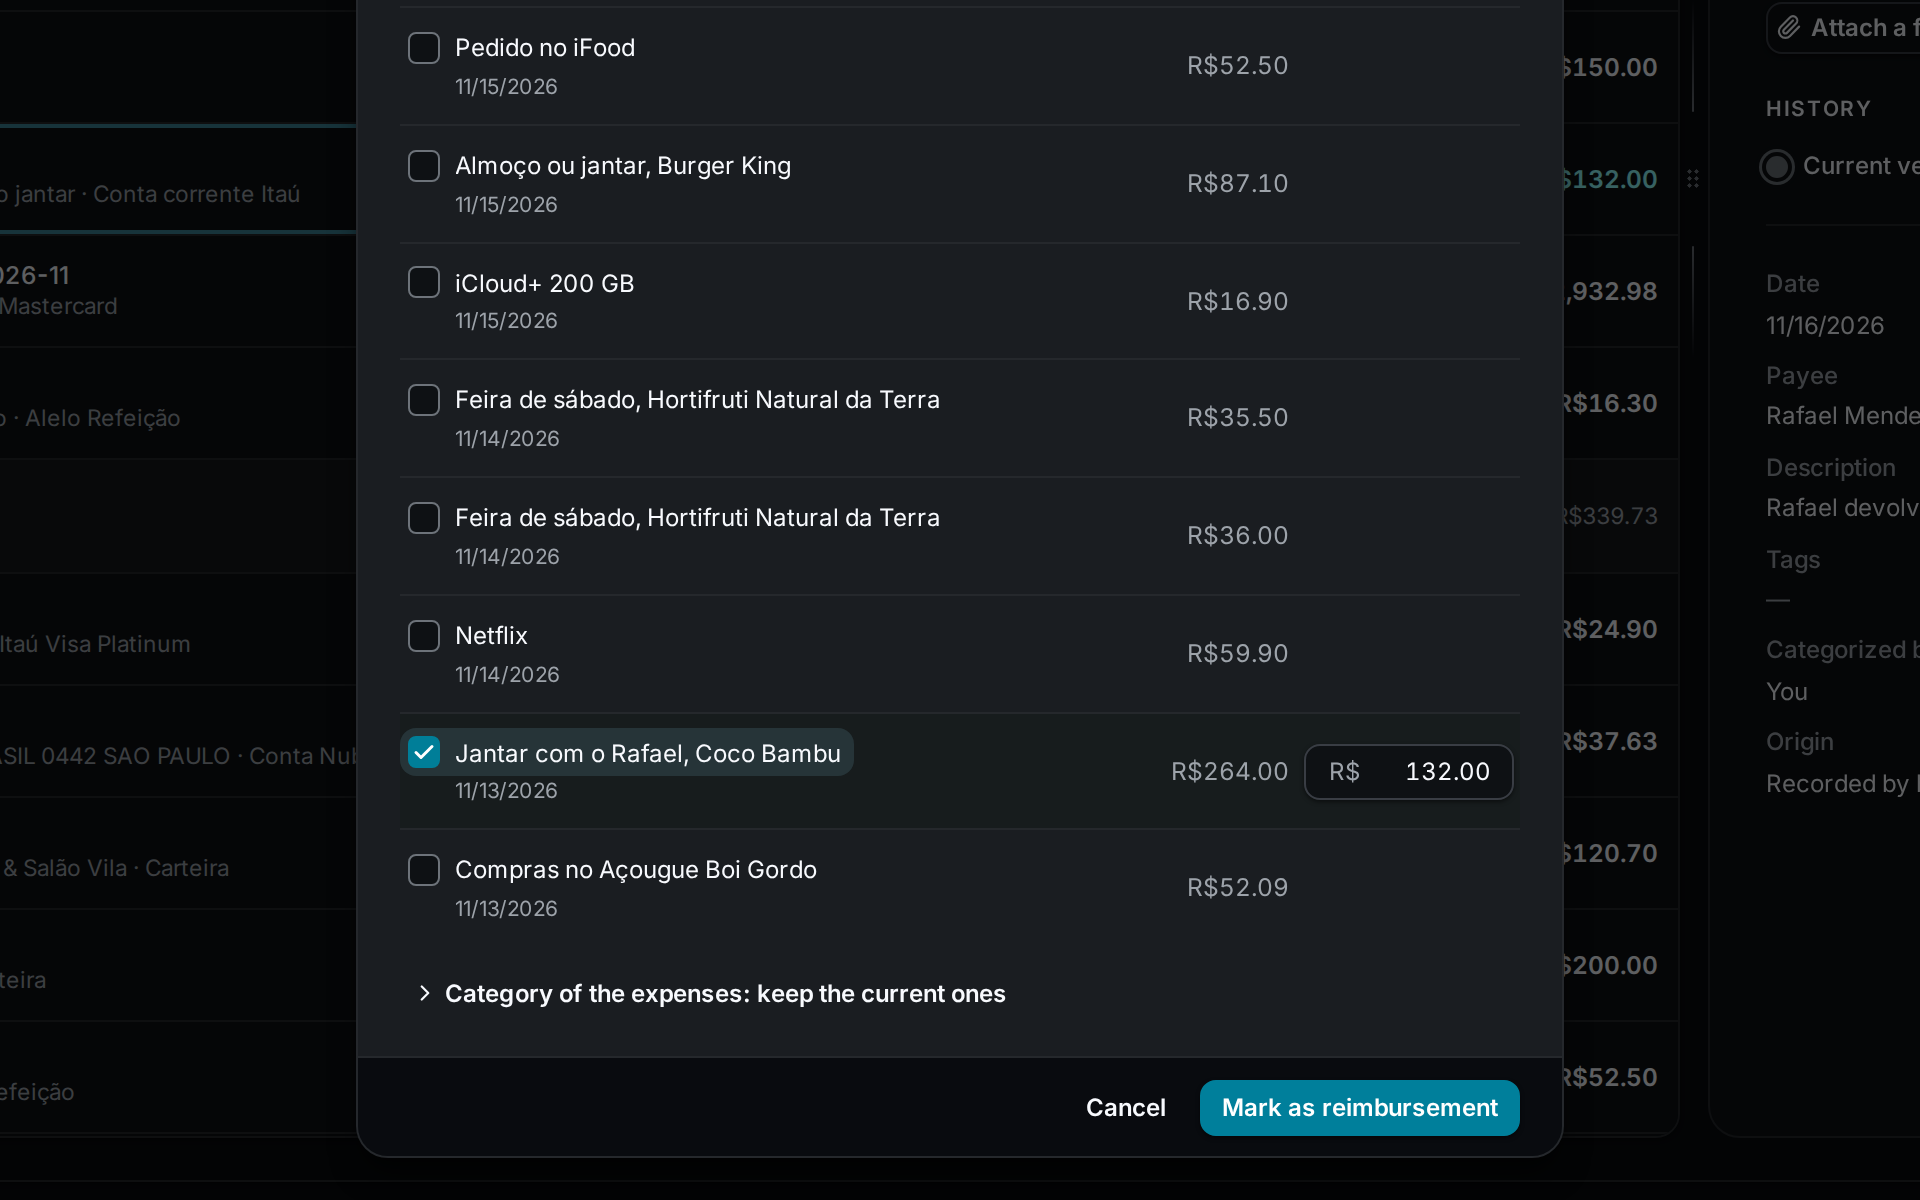 Pedido no iFood
11/15/2026
R$52.50
Almoço ou jantar, Burger King
11/15/2026
R$87.10
iCloud+ 200 GB
11/15/2026
R$16.90
Feira de sábado, Hortifruti Natural da Terra
11/14/2026
R$35.50
Feira de sábado, Hortifruti Natural da Terra
11/14/2026
R$36.00
Netflix
11/14/2026
R$59.90
Jantar com o Rafael, Coco Bambu
11/13/2026
R$264.00
R$ 132.00
Compras no Açougue Boi Gordo
11/13/2026
R$52.09
Category of the expenses: keep the current ones
Cancel
Mark as reimbursement
o jantar · Conta corrente Itaú
026-11
Mastercard
o · Alelo Refeição
Itaú Visa Platinum
ASIL 0442 SAO PAULO · Conta Nub
& Salão Vila · Carteira
teira
efeição
$150.00
$132.00
,932.98
R$16.30
R$339.73
R$24.90
R$37.63
$120.70
$200.00
R$52.50
Attach a f
HISTORY
Current ve
Date
11/16/2026
Payee
Rafael Mende
Description
Rafael devolv
Tags
—
Categorized b
You
Origin
Recorded by